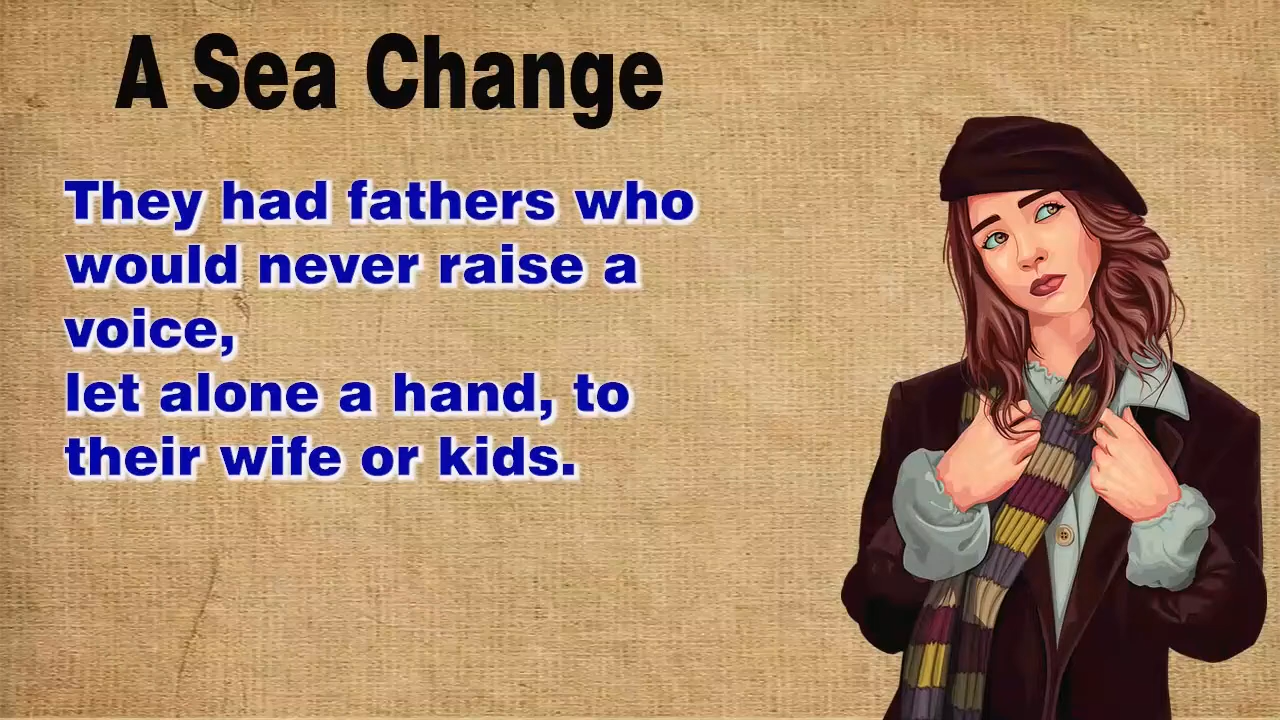 A Sea Change
They had fathers who
would never raise a
voice,
let alone a hand, to
their wife or kids.